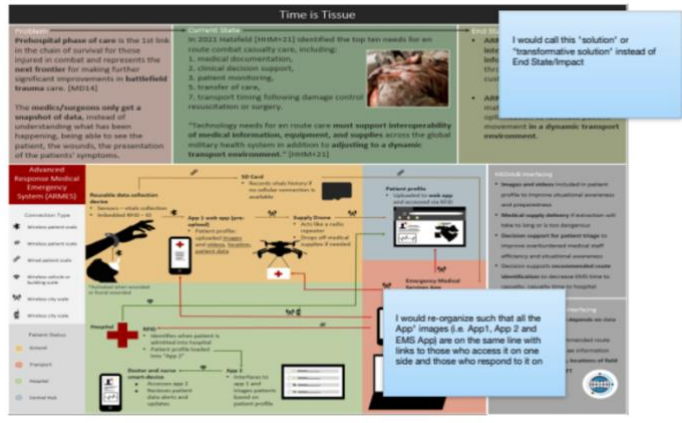 Time is Tissue
Problem
Prehospital phase of care is the 1st link
in the chain of survival for those
injured in combat and represents the
next frontier for making further
significant improvements in battlefield
trauma care. [MD14]
The medics/surgeons only get a
snapshot of data, instead of
understanding what has been
happening, being able to see the
patient, the wounds, the presentation
of the patients' symptoms.
Current State
In 2021 Hatzfeld [HHM+21] identified the top ten needs for an
route combat casualty care, including:
1. medical documentation,
2. clinical decision support,
3. patient monitoring,
5. transfer of care,
7. transport timing following damage control
resuscitation or surgery.
"Technology needs for en route care must support interoperability
of medical information, equipment, and supplies across the global
military health system in addition to adjusting to a dynamic
transport environment." [HHM+21]
End
movement in a dynamic transport
environment.
I would call this "solution" or
"transformative solution" instead of
End State/Impact
Advanced
Response Medical
Emergency
System (ARMES)
Connection Type
Wireless patient scale
Wireless patient scale
Wired patient scale
Wireless vehicle or
building scale
Wireless city scale
Wireless city scale
Patient Status
Ground
Transport
Hospital
Central Hub
Reusable data collection
device
Sensors – vitals collection
Embedded RFID – ID
SD Card
Records vitals history if
no cellular connection is
available
App 1 web app (pre-
upload)
Patient profile:
uploaded images
and videos, location,
patient data
Supply Drone
Acts like a radio
repeater
Drops off medical
supplies if needed
Patient profile
Uploaded to web app
and accessed via RFID
Emergency Medical
Services App
Hospital
RFID
Identifies when patient is
admitted into hospital
Patient profile loaded
into "App 2"
Doctor and nurse
smart-device
Accesses app 2
Receives patient
data alerts and
updates
App 2
Interfaces to
app 1 and
images patients
based on
patient profile
Interfacing
Images and videos included in patient
profile to improve situational awareness
and preparedness
Medical supply delivery if extraction will
take to long or is too dangerous
Decision support for patient triage to
improve overburdened medical staff
efficiency and situational awareness
Decision support recommended route
identification to decrease EMS time to
casualty, casualty time to hospital
I would re-organize such that all the
App" images (i.e. App1, App 2 and
EMS App) are on the same line with
links to those who access it on one
side and those who respond to it on